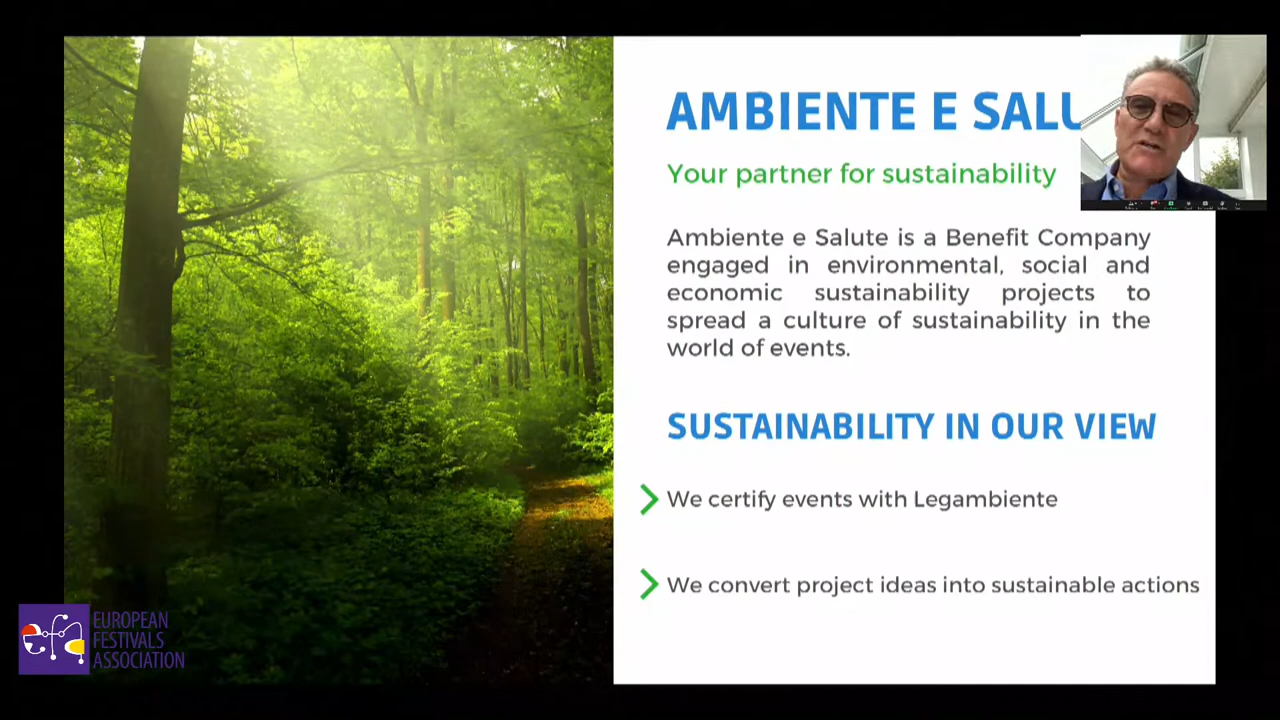 AMBIENTE E SALU
Your partner for sustainability
Ambiente e Salute is a Benefit Company
engaged in environmental, social and
economic sustainability projects to
spread a culture of sustainability in the
world of events.
SUSTAINABILITY IN OUR VIEW
We certify events with Legambiente
We convert project ideas into sustainable actions
EUROPEAN
FESTIVALS
ASSOCIATION